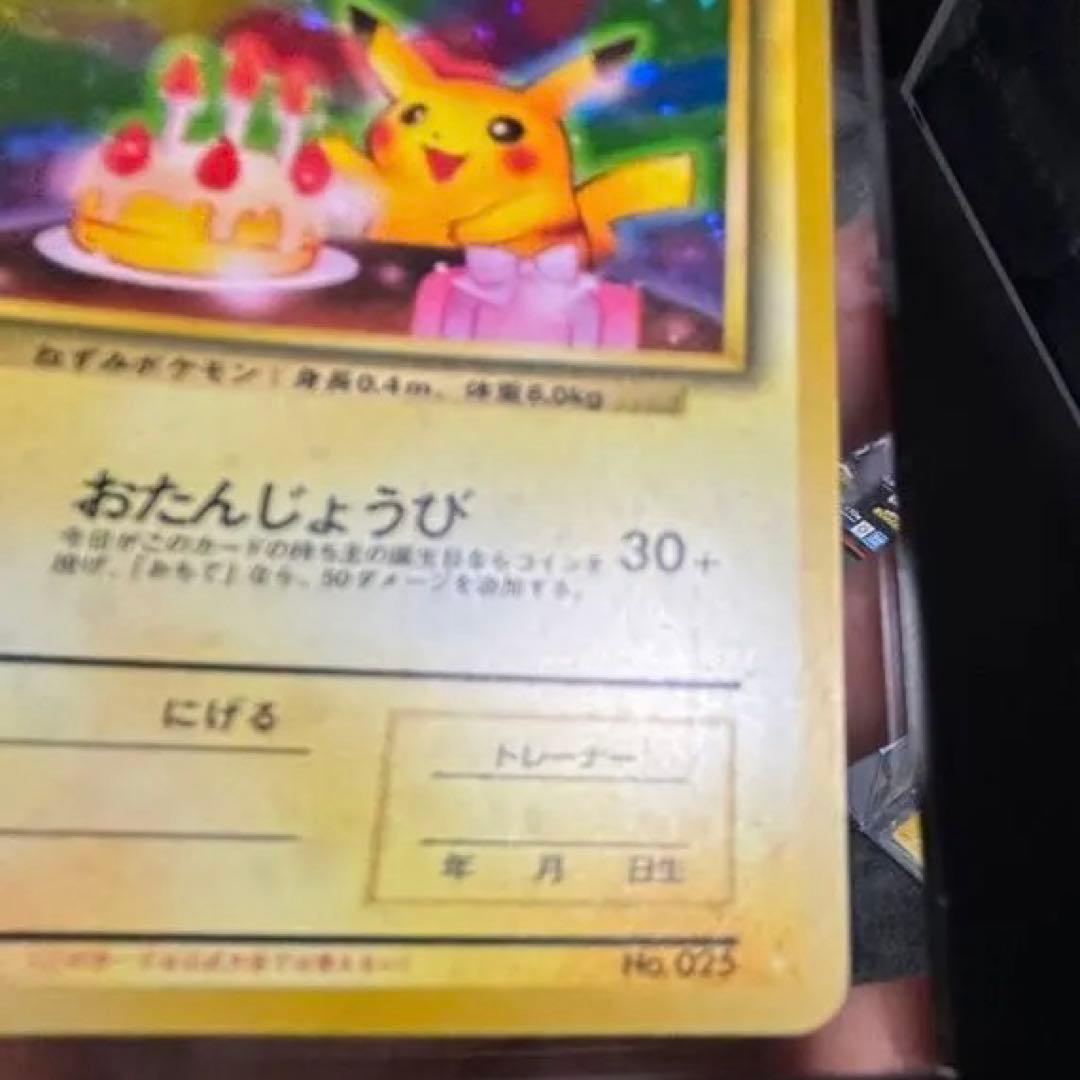 ねずみポケモン 身長0.4m、体重6.0kg
おたんじょうび 30+
今日がこのカードの持ち主の誕生日ならコインを
投げ、「おもて」なら、50ダメージを追加する。
にげる
トレーナー
年 月 日生
No. 025